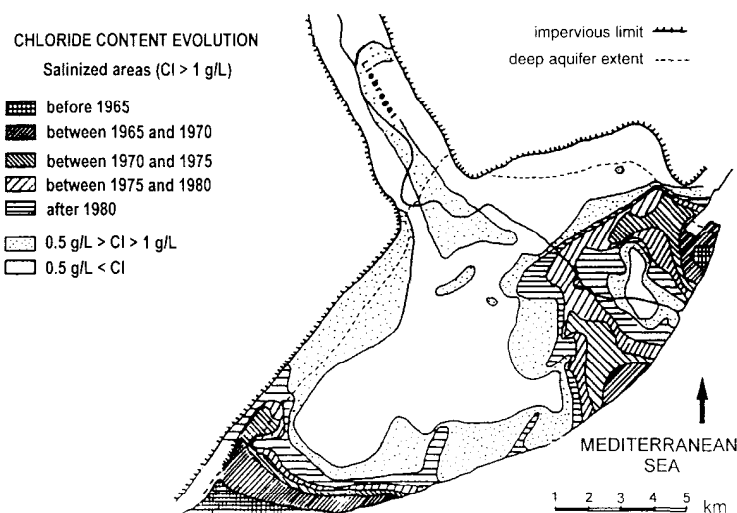 CHLORIDE CONTENT EVOLUTION
Salinized areas (Cl > 1 g/L)
before 1965
between 1965 and 1970
between 1970 and 1975
between 1975 and 1980
after 1980
0.5 g/L > Cl > 1 g/L
0.5 g/L < Cl
impervious limit
deep aquifer extent
MEDITERRANEAN
SEA
1 2 3 4 5 km